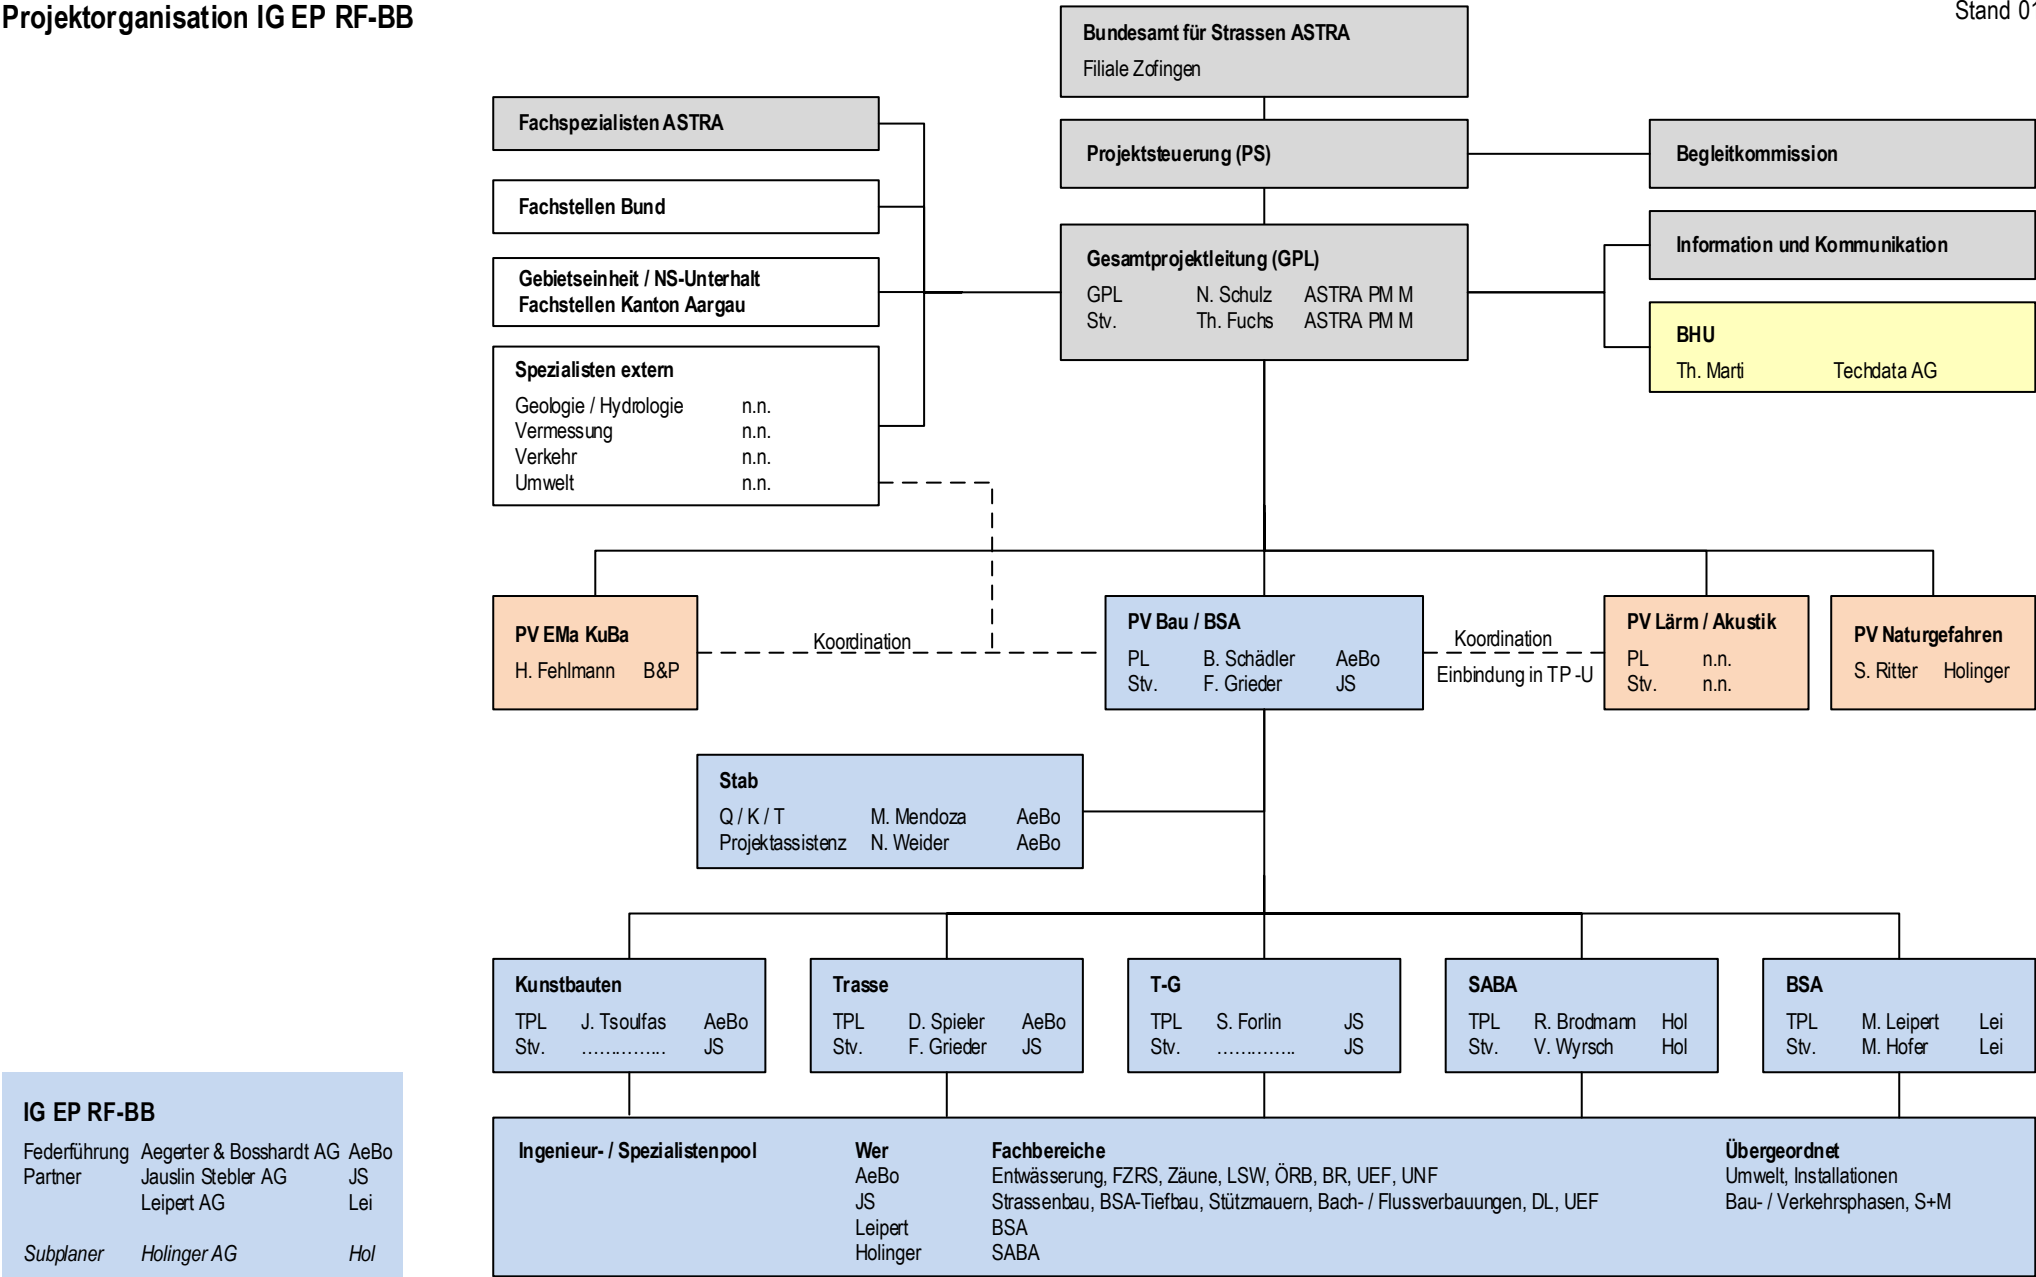 Projektorganisation IG EP RF-BB
Stand 01
Bundesamt für Strassen ASTRA
Filiale Zofingen
Fachspezialisten ASTRA
Projektsteuerung (PS)
Begleitkommission
Fachstellen Bund
Gesamtprojektleitung (GPL)
GPL N. Schulz ASTRA PM M
Stv. Th. Fuchs ASTRA PM M
Information und Kommunikation
Gebietseinheit / NS-Unterhalt
Fachstellen Kanton Aargau
BHU
Th. Marti Techdata AG
Spezialisten extern
Geologie / Hydrologie n.n.
Vermessung n.n.
Verkehr n.n.
Umwelt n.n.
PV EMa KuBa
H. Fehlmann B&P
Koordination
PV Bau / BSA
PL B. Schädler AeBo
Stv. F. Grieder JS
Koordination
Einbindung in TP-U
PV Lärm / Akustik
PL n.n.
Stv. n.n.
PV Naturgefahren
S. Ritter Holinger
Stab
Q / K / T M. Mendoza AeBo
Projektassistenz N. Weider AeBo
Kunstbauten
TPL J. Tsoulfas AeBo
Stv. .............. JS
Trasse
TPL D. Spieler AeBo
Stv. F. Grieder JS
T-G
TPL S. Forlin JS
Stv. ............. JS
SABA
TPL R. Brodmann Hol
Stv. V. Wyrsch Hol
BSA
TPL M. Leipert Lei
Stv. M. Hofer Lei
IG EP RF-BB
Federführung Aegerter & Bosshardt AG AeBo
Partner Jauslin Stebler AG JS
Leipert AG Lei
Subplaner Holinger AG Hol
Ingenieur- / Spezialistenpool Wer Fachbereiche Übergeordnet
AeBo Entwässerung, FZRS, Zäune, LSW, ÖRB, BR, UEF, UNF Umwelt, Installationen
JS Strassenbau, BSA-Tiefbau, Stützmauern, Bach- / Flussverbauungen, DL, UEF Bau- / Verkehrsphasen, S+M
Leipert BSA
Holinger SABA